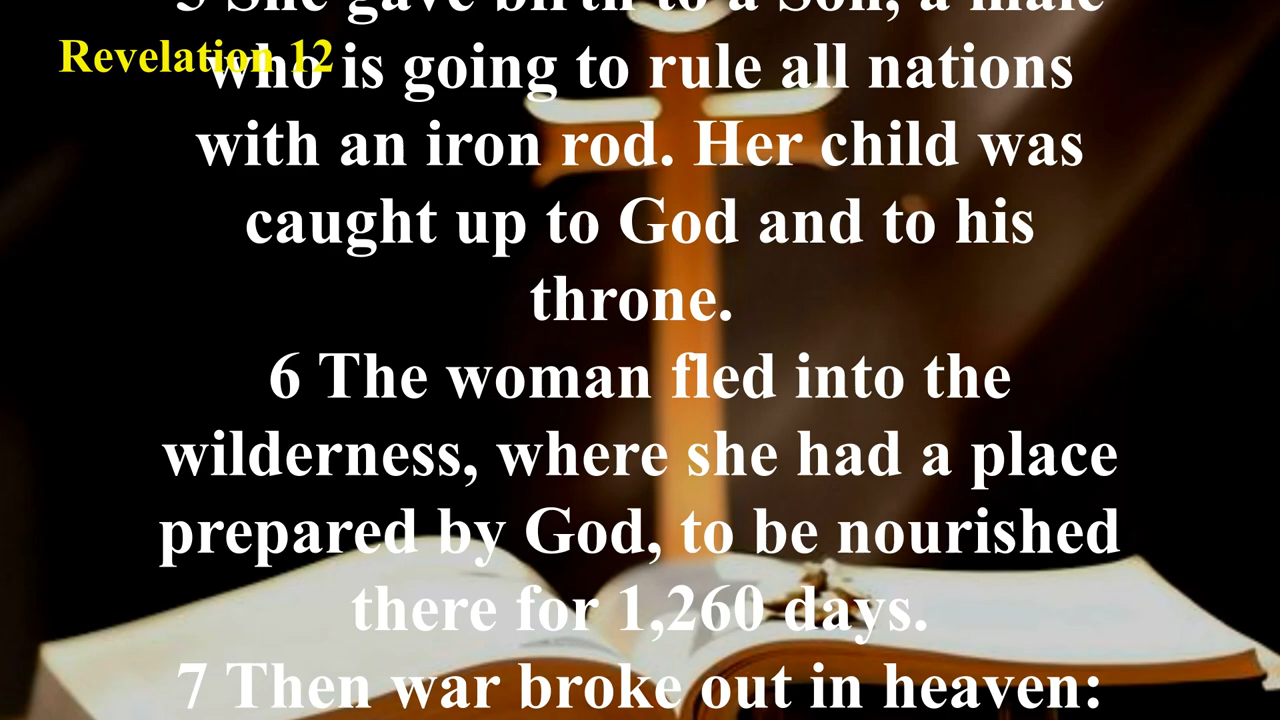 5 She gave birth to a Son, a male
Revelation 12
who is going to rule all nations
with an iron rod. Her child was
caught up to God and to his
throne.
6 The woman fled into the
wilderness, where she had a place
prepared by God, to be nourished
there for 1,260 days.
7 Then war broke out in heaven: